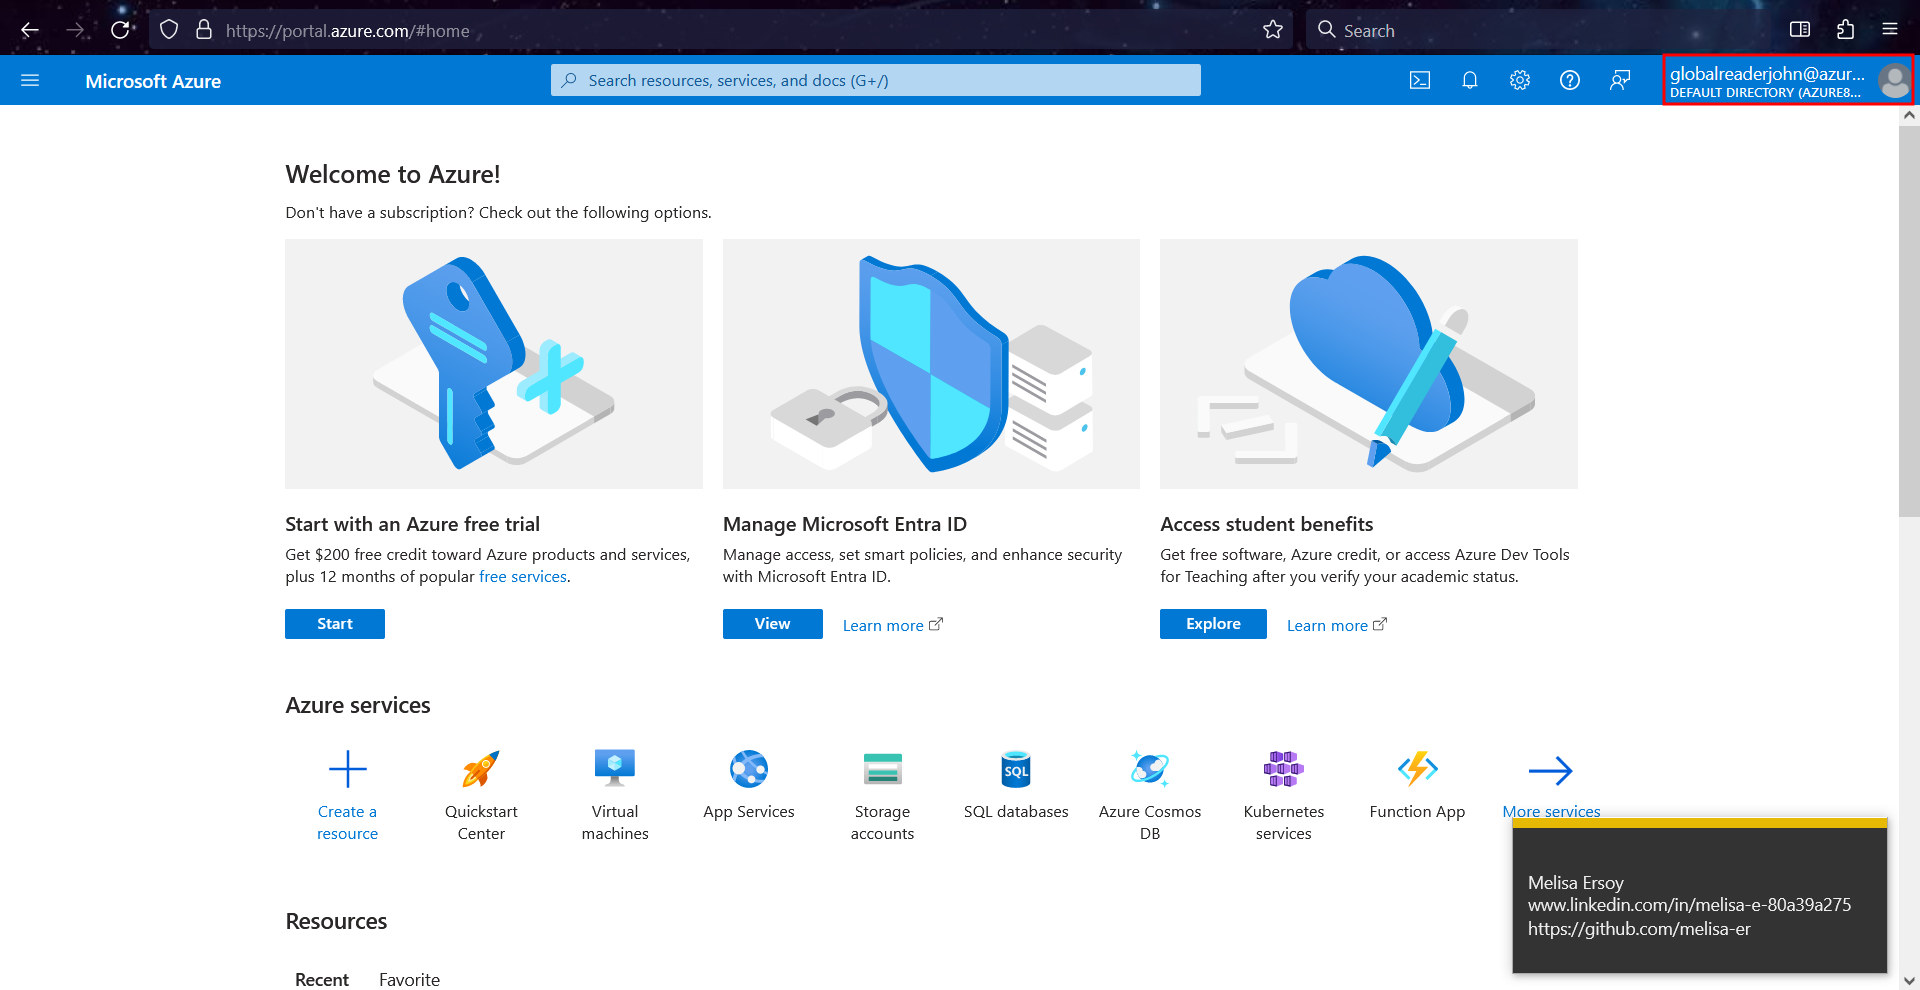 https://portal.azure.com/#home
Search
Microsoft Azure
Search resources, services, and docs (G+/)
globalreaderjohn@azur...
DEFAULT DIRECTORY (AZURE8...
Welcome to Azure!
Don't have a subscription? Check out the following options.
Start with an Azure free trial
Get $200 free credit toward Azure products and services,
plus 12 months of popular free services.
Start
Manage Microsoft Entra ID
Manage access, set smart policies, and enhance security
with Microsoft Entra ID.
View
Learn more
Access student benefits
Get free software, Azure credit, or access Azure Dev Tools
for Teaching after you verify your academic status.
Explore
Learn more
Azure services
Create a
resource
Quickstart
Center
Virtual
machines
App Services
Storage
accounts
SQL
SQL databases
Azure Cosmos
DB
Kubernetes
services
Function App
More services
Melisa Ersoy
www.linkedin.com/in/melisa-e-80a39a275
https://github.com/melisa-er
Resources
Recent
Favorite